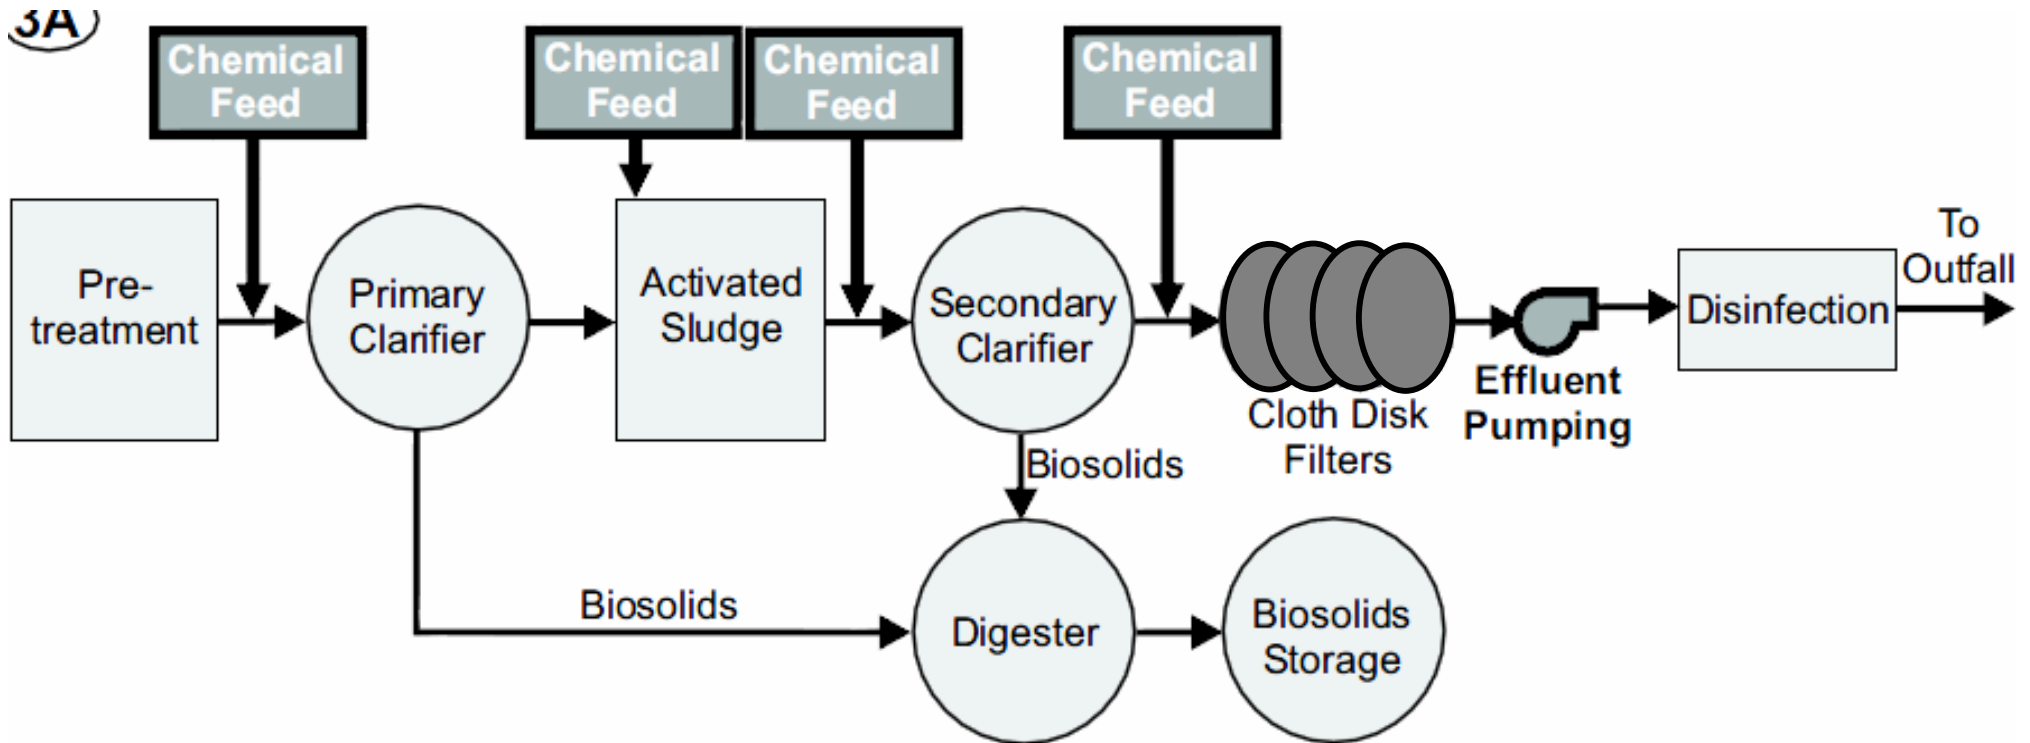 3A
Chemical
Feed
Chemical
Feed
Chemical
Feed
Chemical
Feed
Pre-
treatment
Primary
Clarifier
Activated
Sludge
Secondary
Clarifier
Cloth Disk
Filters
Effluent
Pumping
Disinfection
To
Outfall
Biosolids
Biosolids
Digester
Biosolids
Storage